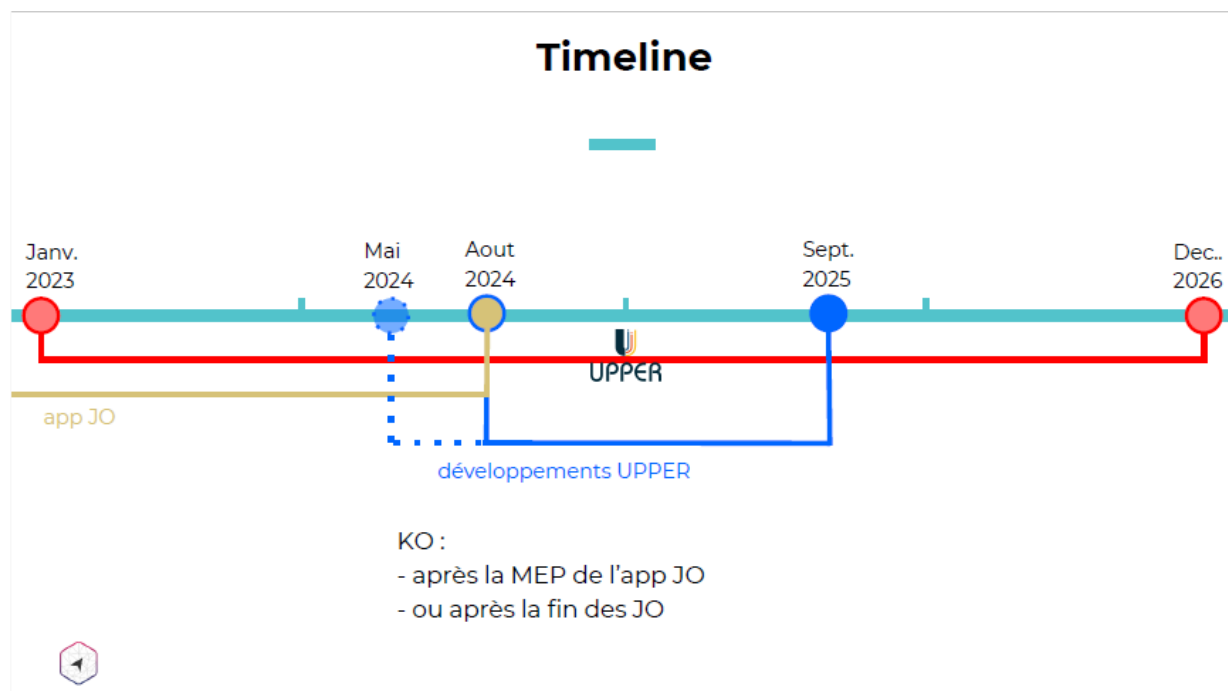 Timeline
Janv.
2023
Mai
2024
Aout
2024
Sept.
2025
Dec..
2026
UPPER
app JO
développements UPPER
KO :
- après la MEP de l’app JO
- ou après la fin des JO